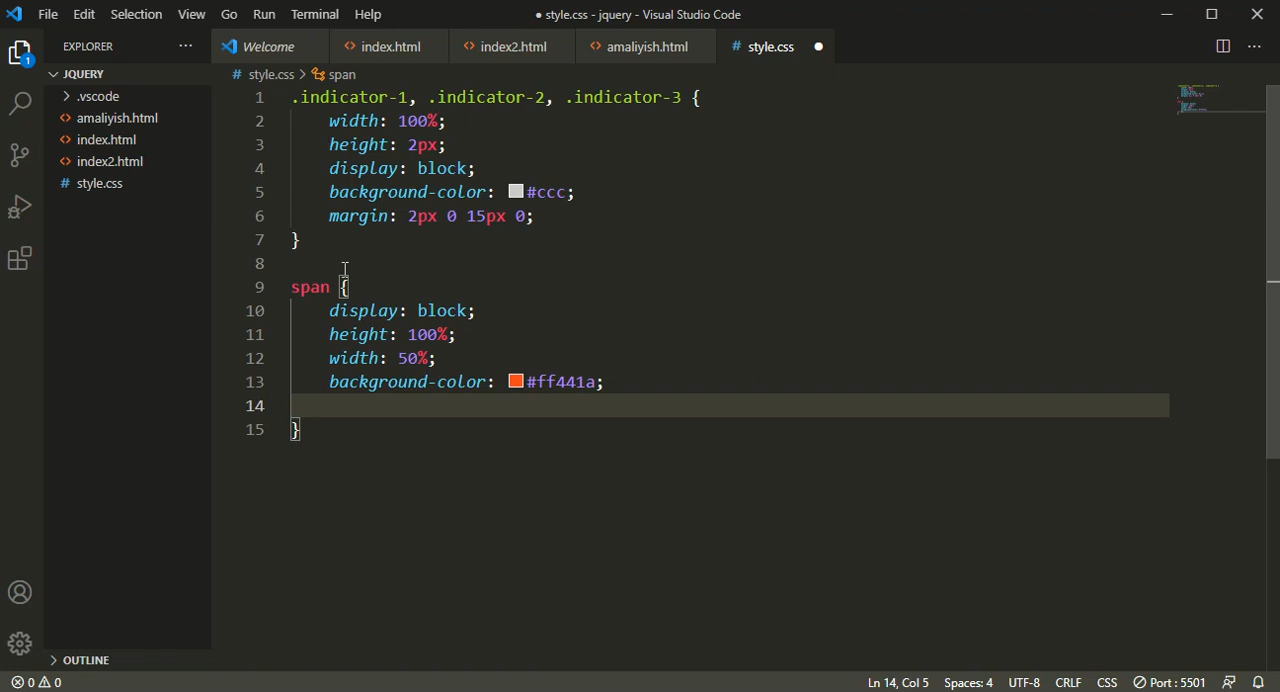 File Edit Selection View Go Run Terminal Help ● style.css - jquery - Visual Studio Code
EXPLORER ···
Welcome index.html index2.html amaliyish.html # style.css ●
JQUERY
# style.css > span
> .vscode
<> amaliyish.html
<> index.html
<> index2.html
# style.css
1 .indicator-1, .indicator-2, .indicator-3 {
2 width: 100%;
3 height: 2px;
4 display: block;
5 background-color: #ccc;
6 margin: 2px 0 15px 0;
7 }
8
9 span {
10 display: block;
11 height: 100%;
12 width: 50%;
13 background-color: #ff441a;
14
15 }
1
> OUTLINE
0 0 Ln 14, Col 5 Spaces: 4 UTF-8 CRLF CSS Port : 5501